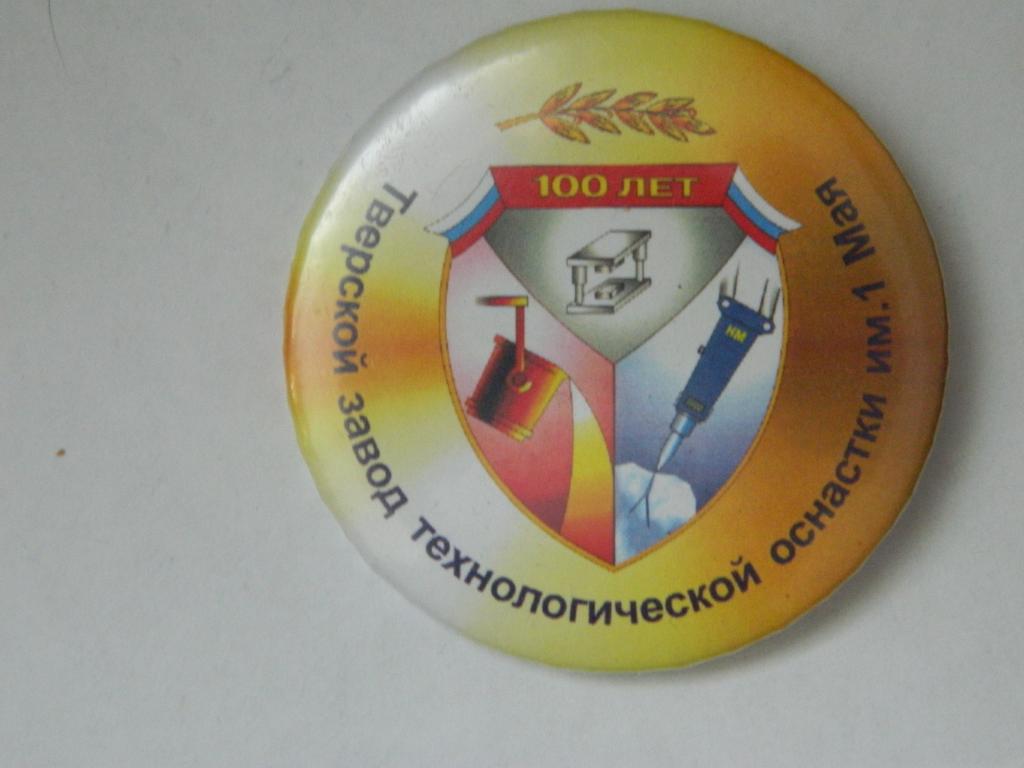 100 ЛЕТ
НМ
Тверской завод технологической оснастки им.1 Мая